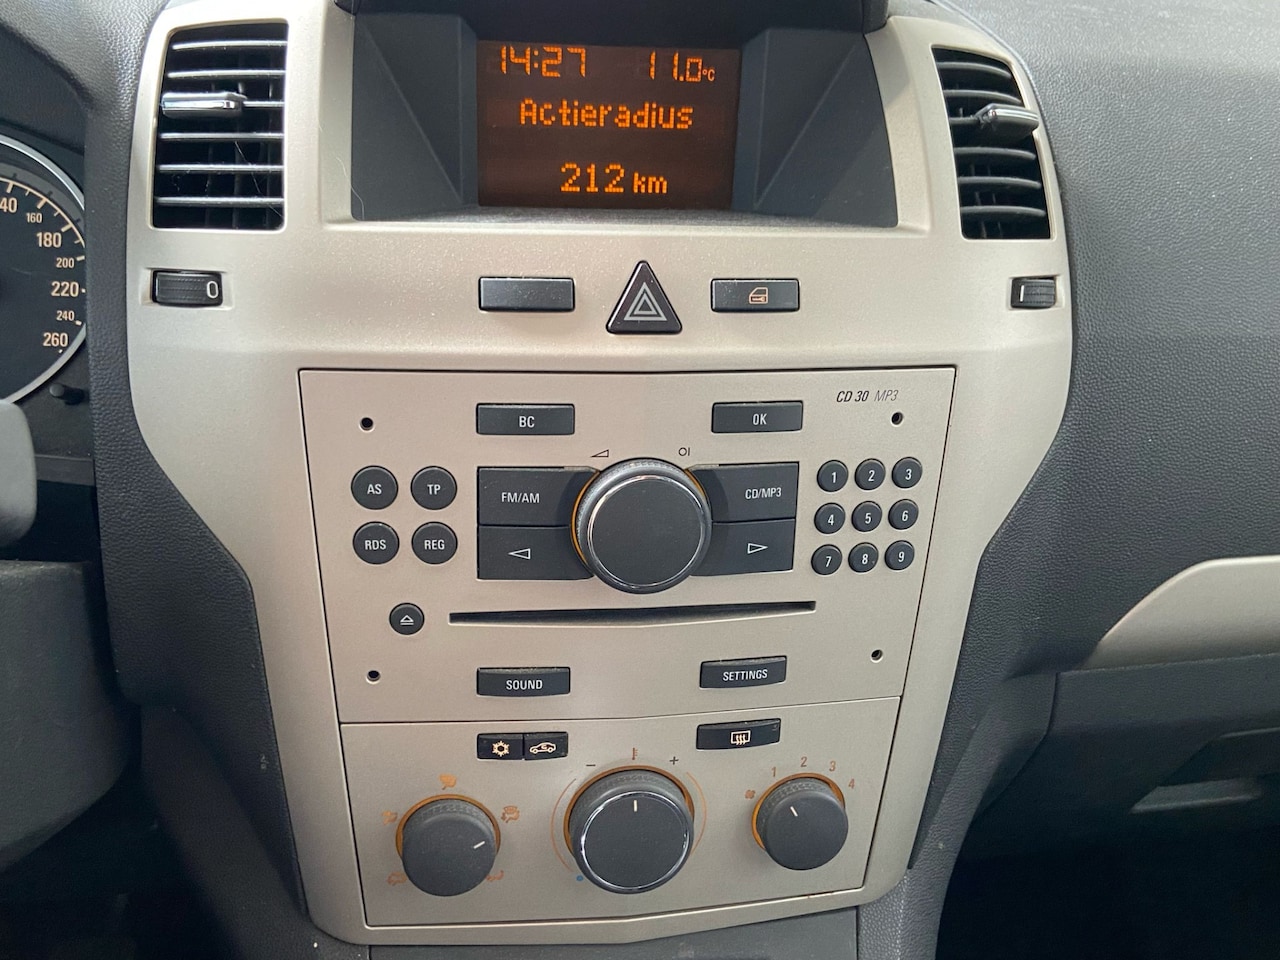 14:27 11.0°C
Actieradius
212 km
160
180
200
220
240
260
0
I
CD 30 MP3
BC OK
AS TP FM/AM CD/MP3 1 2 3
RDS REG 4 5 6
7 8 9
SOUND SETTINGS
- +
1 2 3 4